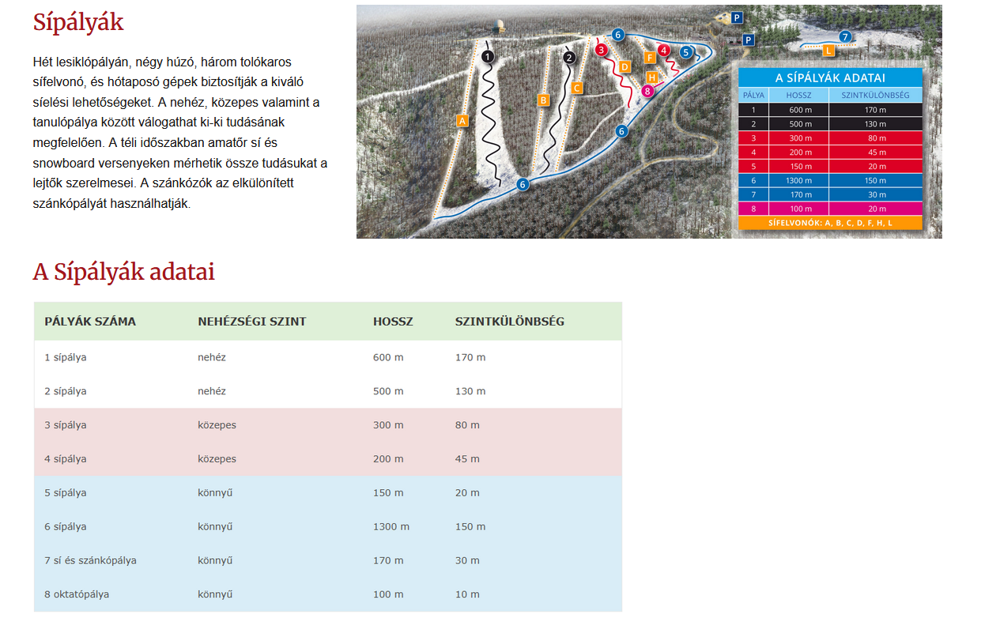 Sípályák
Hét lesiklópályán, négy húzó, három tolókaros
sífelvonó, és hótaposó gépek biztosítják a kiváló
síelési lehetőségeket. A nehéz, közepes valamint a
tanulópálya között válogathat ki-ki tudásának
megfelelően. A téli időszakban amatőr sí és
snowboard versenyeken mérhetik össze tudásukat a
lejtők szerelmesei. A szánkózók az elkülönített
szánkópályát használhatják.
P
P
6
7
1
2
3
4
5
F
L
D
H
C
8
B
A
6
6
A SÍPÁLYÁK ADATAI
PÁLYA HOSSZ SZINTKÜLÖNBSÉG
1 600 m 170 m
2 500 m 130 m
3 300 m 80 m
4 200 m 45 m
5 150 m 20 m
6 1300 m 150 m
7 170 m 30 m
8 100 m 20 m
SÍFELVONÓK: A, B, C, D, F, H, L
A Sípályák adatai
PÁLYÁK SZÁMA NEHÉZSÉGI SZINT HOSSZ SZINTKÜLÖNBSÉG
1 sípálya nehéz 600 m 170 m
2 sípálya nehéz 500 m 130 m
3 sípálya közepes 300 m 80 m
4 sípálya közepes 200 m 45 m
5 sípálya könnyű 150 m 20 m
6 sípálya könnyű 1300 m 150 m
7 sí és szánkópálya könnyű 170 m 30 m
8 oktatópálya könnyű 100 m 10 m